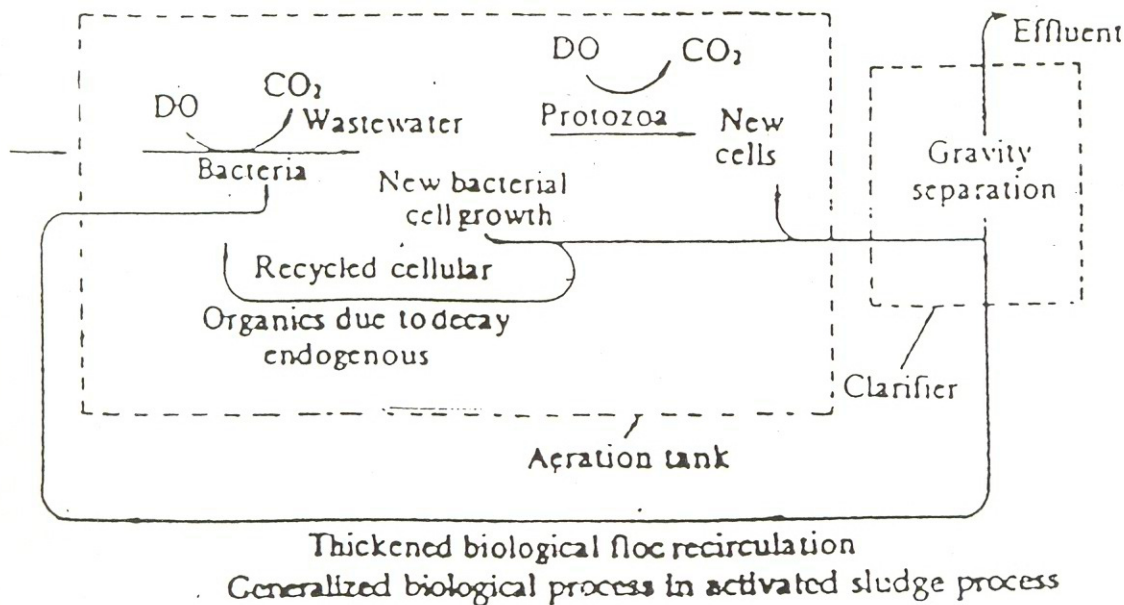 Effluent
DO
CO₂
DO
CO₂
Wastewater
Bacteria
Protozoa
New
cells
Gravity
separation
New bacterial
cell growth
Recycled cellular
Organics due to decay
endogenous
Clarifier
Aeration tank
Thickened biological floc recirculation
Generalized biological process in activated sludge process